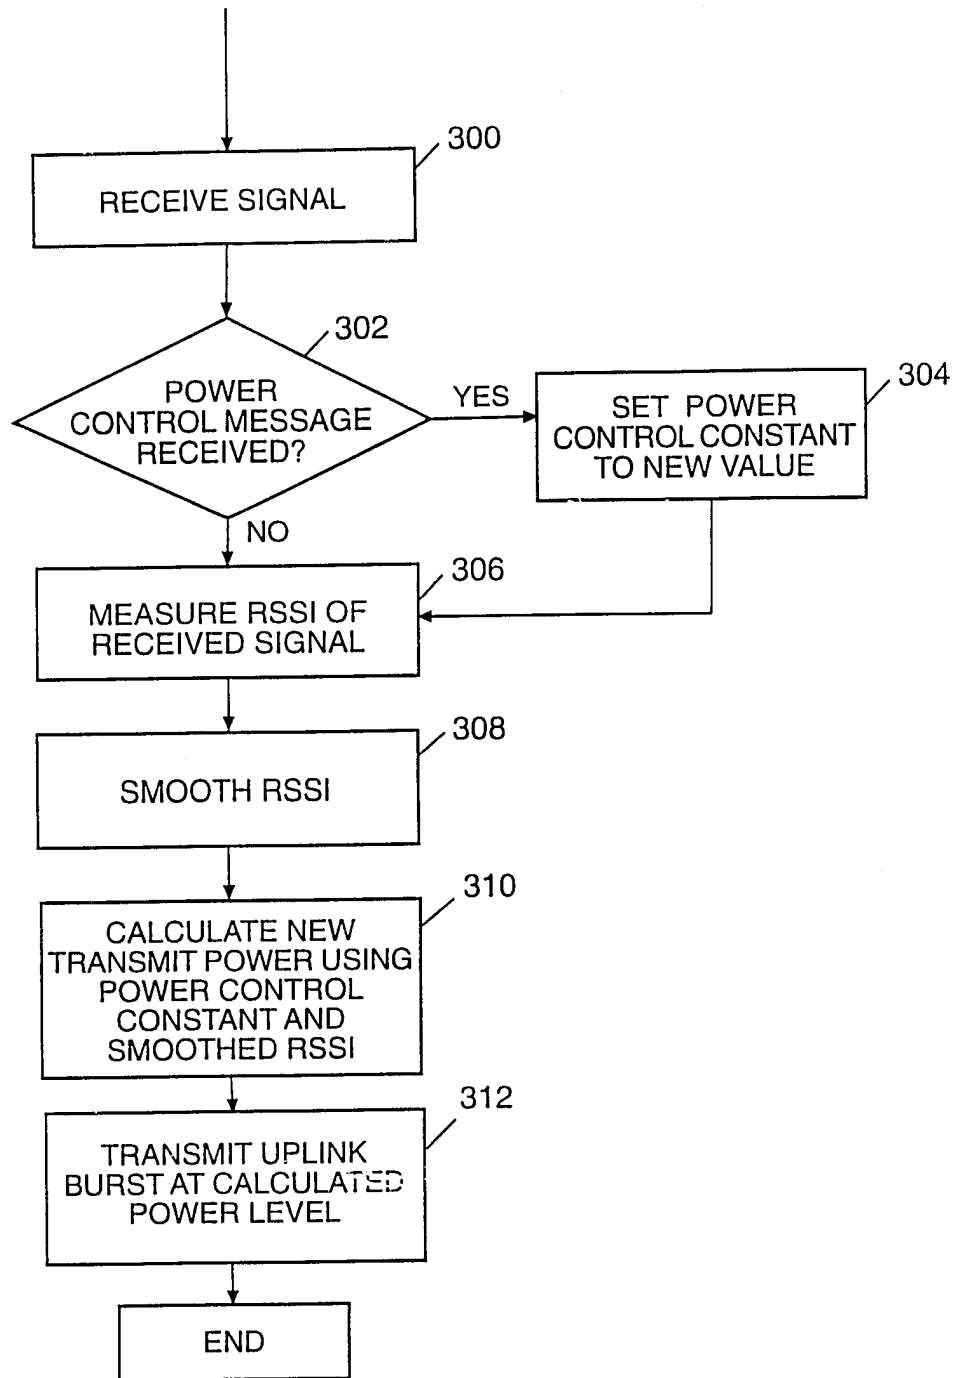 300
RECEIVE SIGNAL
302
POWER
CONTROL MESSAGE
RECEIVED?
YES
304
SET POWER
CONTROL CONSTANT
TO NEW VALUE
NO
306
MEASURE RSSI OF
RECEIVED SIGNAL
308
SMOOTH RSSI
310
CALCULATE NEW
TRANSMIT POWER USING
POWER CONTROL
CONSTANT AND
SMOOTHED RSSI
312
TRANSMIT UPLINK
BURST AT CALCULATED
POWER LEVEL
END